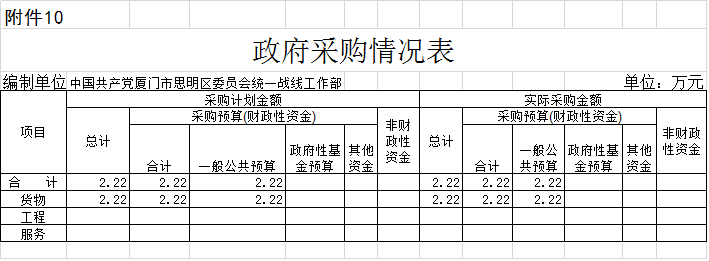 附件10
政府采购情况表
编制单位 中国共产党厦门市思明区委员会统一战线工作部 单位：万元
项目 采购计划金额 实际采购金额
总计 采购预算(财政性资金) 非财政性资金 总计 采购预算(财政性资金) 非财政性资金
合计 一般公共预算 政府性基金预算 其他资金 合计 一般公共预算 政府性基金预算 其他资金
合 计 2.22 2.22 2.22 2.22 2.22 2.22
货物 2.22 2.22 2.22 2.22 2.22 2.22
工程
服务